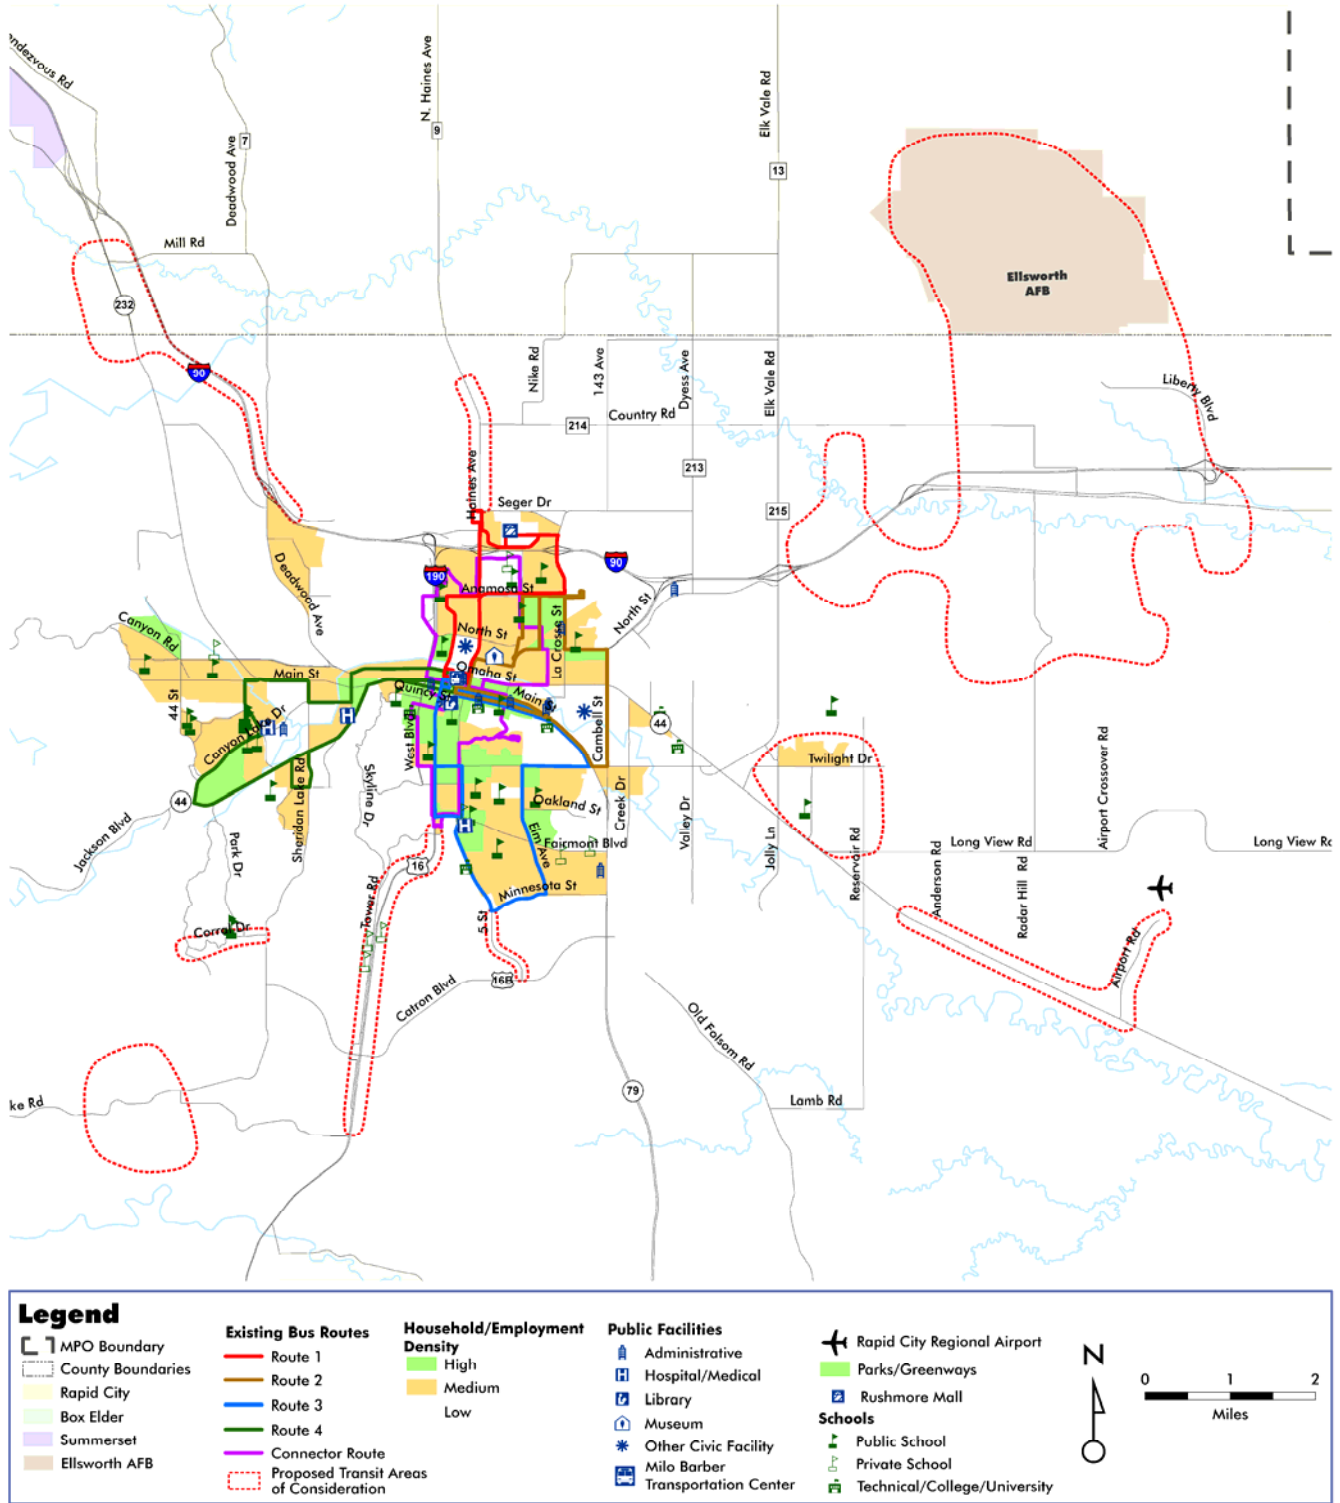 endezvous Rd
Deadwood Ave
7
N. Haines Ave
9
Elk Vale Rd
13
Mill Rd
232
Ellsworth
AFB
90
Nike Rd
143 Ave
Dyess Ave
Elk Vale Rd
Liberty Blvd
Country Rd
214
213
215
Haines Ave
Seger Dr
190
90
Anamosa St
Deadwood Ave
North St
North St
La Crosse St
Canyon Rd
Main St
Omaha St
Quincy St
Main St
44 St
Canyon Lake Dr
West Blvd
Cambell St
44
Twilight Dr
Airport Crossover Rd
Skyline Dr
Sheridan Lake Rd
44
Jackson Blvd
Park Dr
Oakland St
Creek Dr
Elm Ave
Fairmont Blvd
Valley Dr
Jolly Ln
Reservoir Rd
Long View Rd
Long View Rd
Anderson Rd
Radar Hill Rd
16
Tower Rd
Minnesota St
5 St
Corral Dr
Airport Rd
Catron Blvd
16B
Old Folsom Rd
79
ke Rd
Lamb Rd
Legend
MPO Boundary
County Boundaries
Rapid City
Box Elder
Summerset
Ellsworth AFB
Existing Bus Routes
Route 1
Route 2
Route 3
Route 4
Connector Route
Proposed Transit Areas
of Consideration
Household/Employment
Density
High
Medium
Low
Public Facilities
Administrative
Hospital/Medical
Library
Museum
Other Civic Facility
Milo Barber
Transportation Center
Rapid City Regional Airport
Parks/Greenways
Rushmore Mall
Schools
Public School
Private School
Technical/College/University
N
0 1 2
Miles